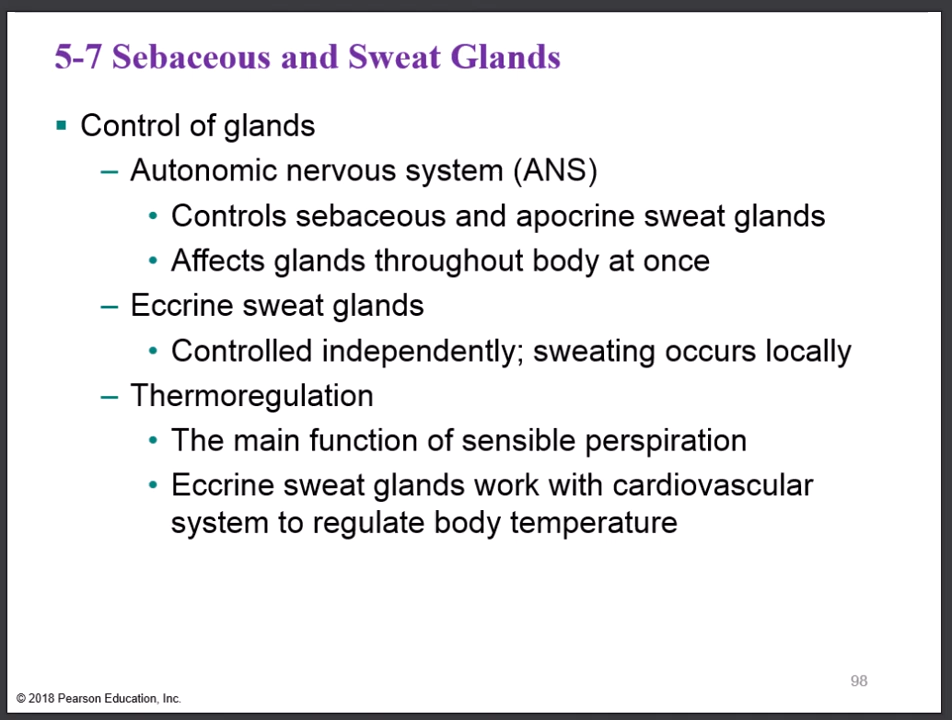 5-7 Sebaceous and Sweat Glands
▪ Control of glands
– Autonomic nervous system (ANS)
• Controls sebaceous and apocrine sweat glands
• Affects glands throughout body at once
– Eccrine sweat glands
• Controlled independently; sweating occurs locally
– Thermoregulation
• The main function of sensible perspiration
• Eccrine sweat glands work with cardiovascular
system to regulate body temperature
98
© 2018 Pearson Education, Inc.